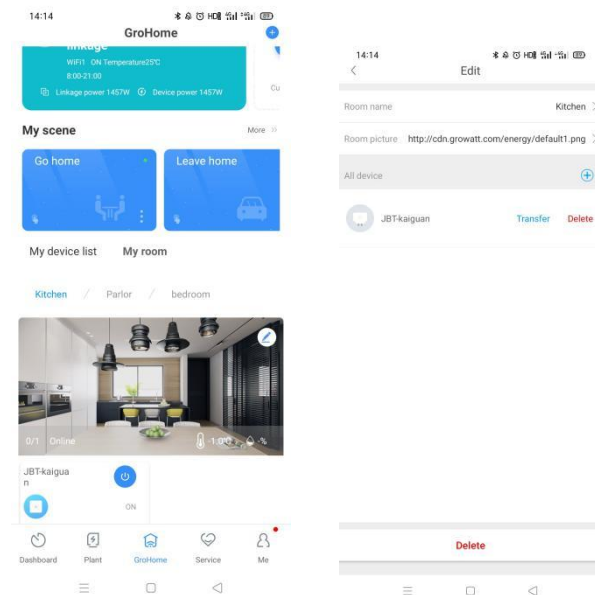 14:14
GroHome
linkage
WiFi1 ON Temperature25℃
8:00-21:00
Linkage power 1457W Device power 1457W
Cu
My scene
More
Go home
Leave home
My device list My room
Kitchen / Parlor / bedroom
0/1 Online
-%
JBT-kaigua
n
ON
Dashboard Plant GroHome Service Me
14:14
Edit
Room name Kitchen
Room picture http://cdn.growatt.com/energy/default1.png
All device
JBT-kaiguan Transfer Delete
Delete